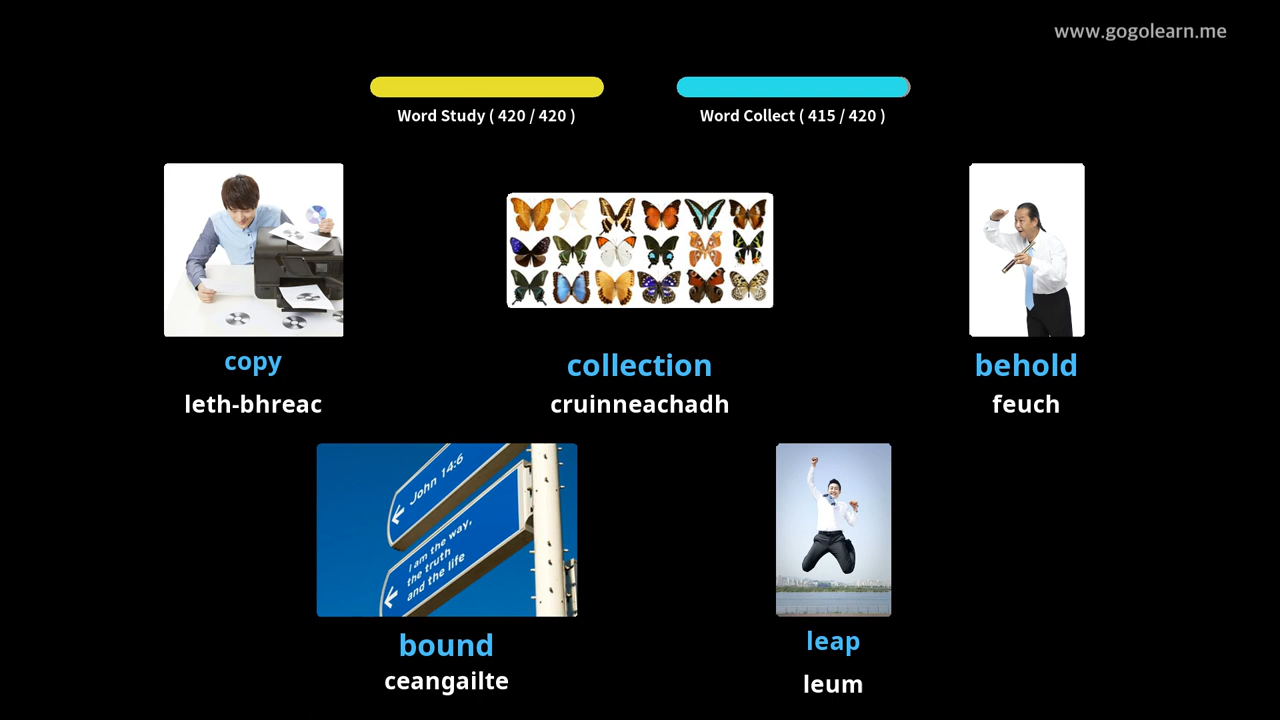 www.gogolearn.me
Word Study ( 420 / 420 )
Word Collect ( 415 / 420 )
copy
leth-bhreac
collection
cruinneachadh
behold
feuch
John 14:6
I am the way,
the truth
and the life
bound
ceangailte
leap
leum